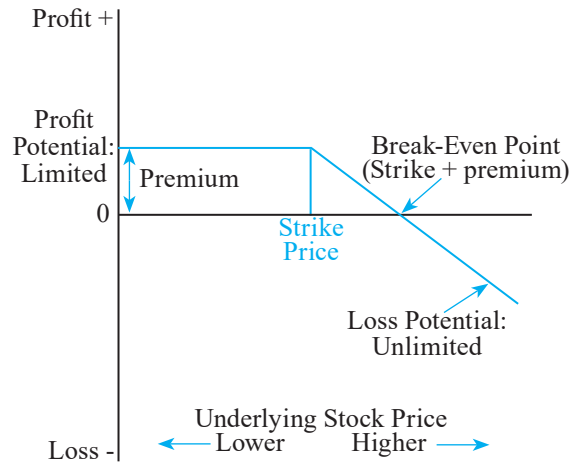 Profit +
Profit
Potential:
Limited
Premium
Break-Even Point
(Strike + premium)
0
Strike
Price
Loss Potential:
Unlimited
Underlying Stock Price
Lower Higher
Loss -